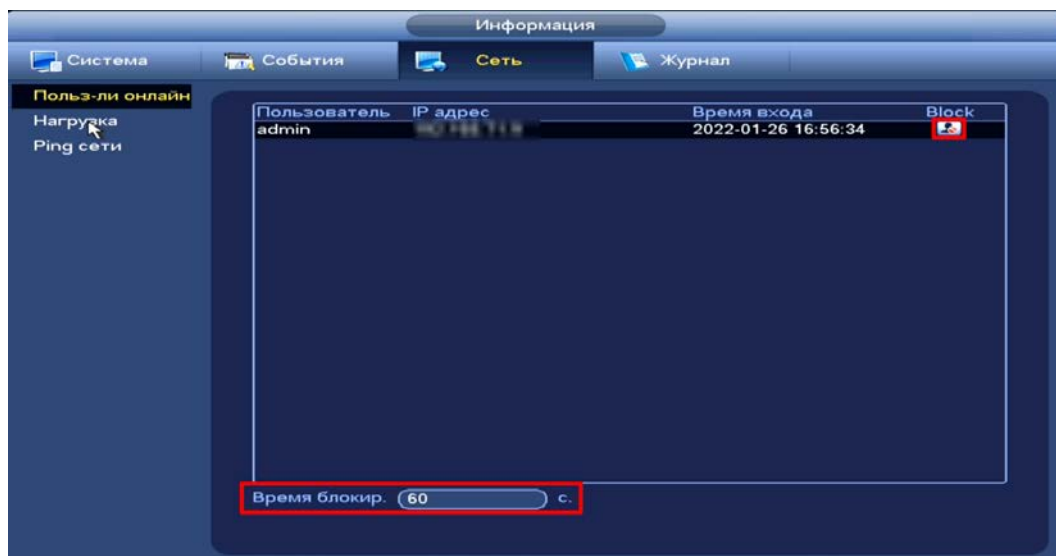 Информация
Система События Сеть Журнал
Польз-ли онлайн
Нагрузка
Ping сети
Пользователь IP адрес Время входа Block
admin 2022-01-26 16:56:34
Время блокир. 60 с.